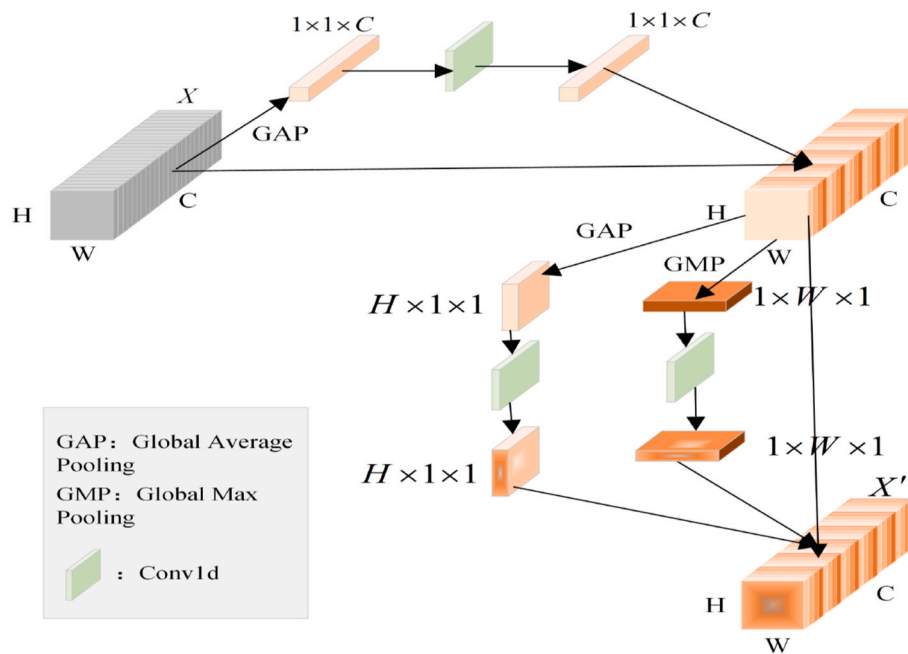 1×1×C
1×1×C
X
GAP
H
C
W
H
C
W
GAP
GMP
H×1×1
1×W×1
GAP：Global Average
Pooling
GMP：Global Max
Pooling
：Conv1d
H×1×1
1×W×1
X′
H
C
W